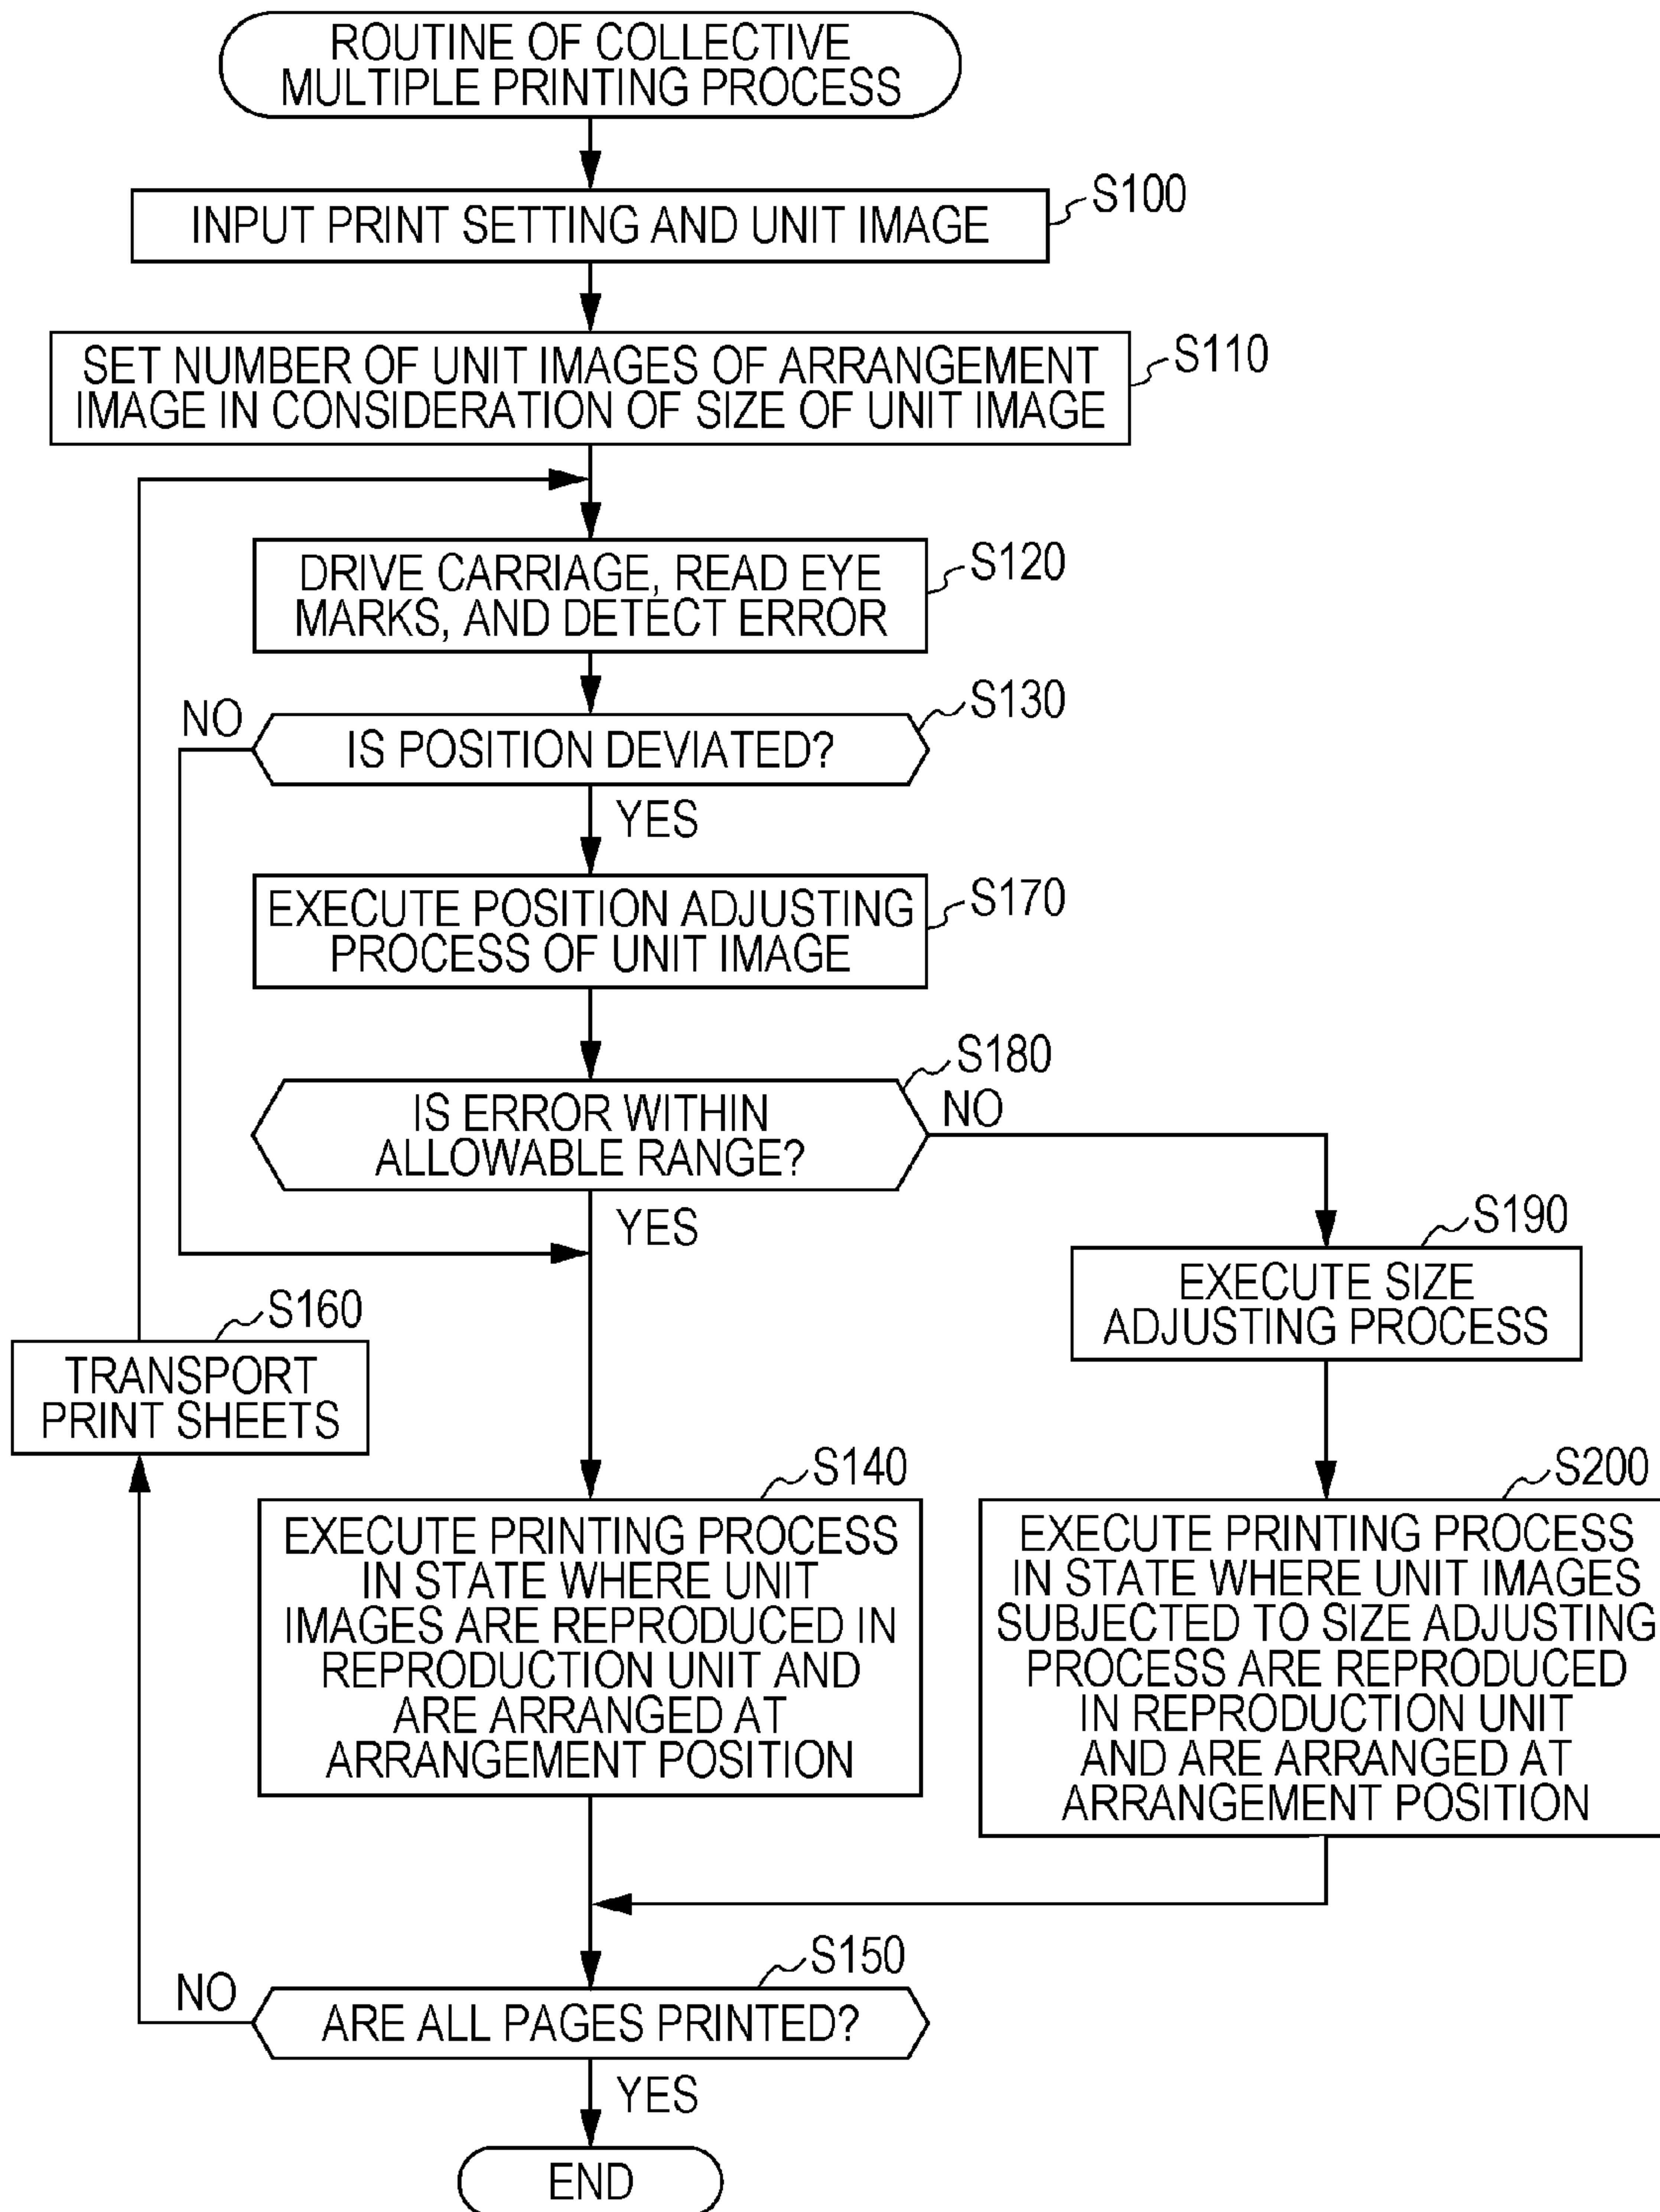 ROUTINE OF COLLECTIVE
MULTIPLE PRINTING PROCESS
S100
INPUT PRINT SETTING AND UNIT IMAGE
S110
SET NUMBER OF UNIT IMAGES OF ARRANGEMENT
IMAGE IN CONSIDERATION OF SIZE OF UNIT IMAGE
S120
DRIVE CARRIAGE, READ EYE
MARKS, AND DETECT ERROR
S130
NO
IS POSITION DEVIATED?
YES
S170
EXECUTE POSITION ADJUSTING
PROCESS OF UNIT IMAGE
S180
NO
IS ERROR WITHIN
ALLOWABLE RANGE?
YES
S190
EXECUTE SIZE
ADJUSTING PROCESS
S160
TRANSPORT
PRINT SHEETS
S140
EXECUTE PRINTING PROCESS
IN STATE WHERE UNIT
IMAGES ARE REPRODUCED IN
REPRODUCTION UNIT AND
ARE ARRANGED AT
ARRANGEMENT POSITION
S200
EXECUTE PRINTING PROCESS
IN STATE WHERE UNIT IMAGES
SUBJECTED TO SIZE ADJUSTING
PROCESS ARE REPRODUCED
IN REPRODUCTION UNIT
AND ARE ARRANGED AT
ARRANGEMENT POSITION
S150
NO
ARE ALL PAGES PRINTED?
YES
END